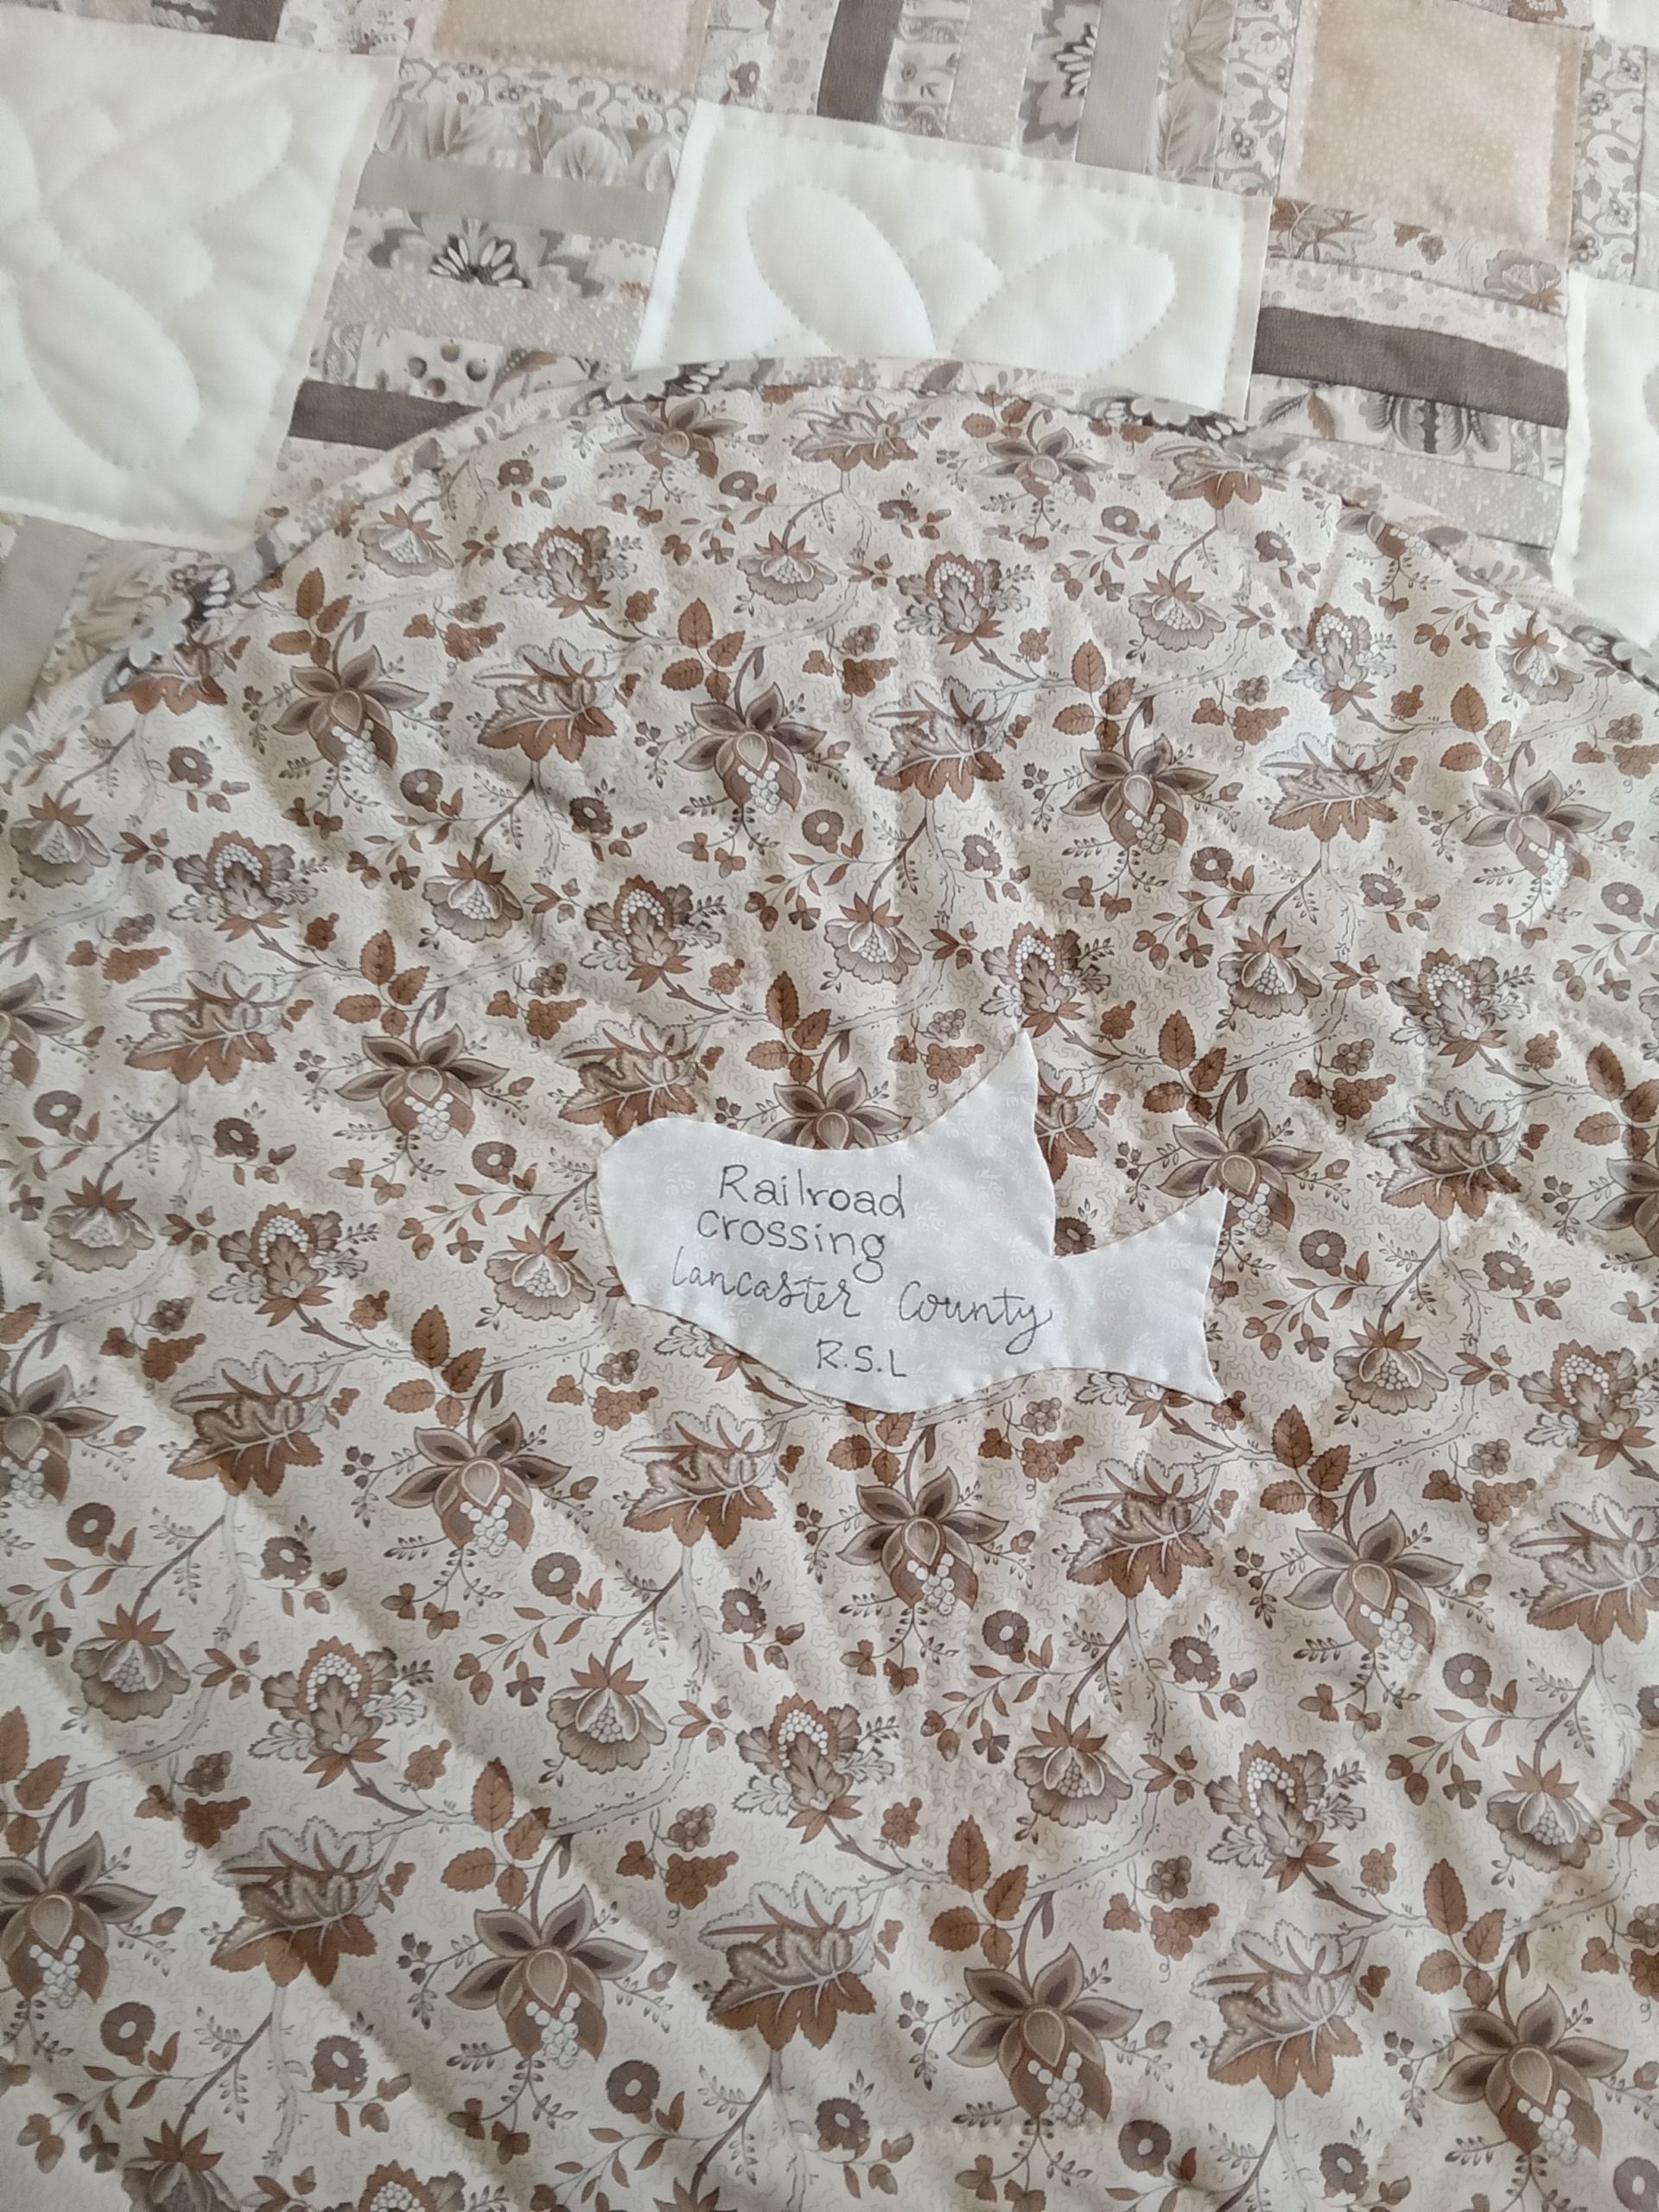 Railroad
crossing
Lancaster County
R.S.L